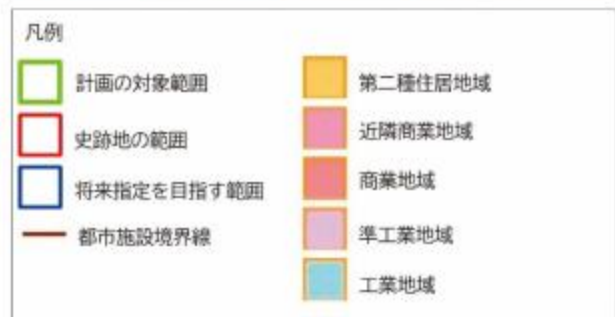 凡例
計画の対象範囲
史跡地の範囲
将来指定を目指す範囲
都市施設境界線
第二種住居地域
近隣商業地域
商業地域
準工業地域
工業地域